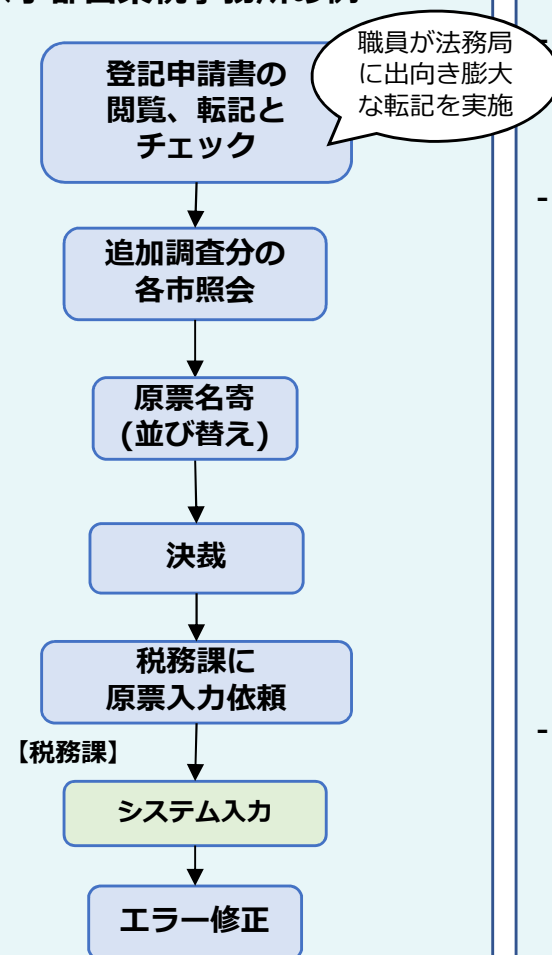 職員が法務局
に出向き膨大
な転記を実施
登記申請書の
閲覧、転記と
チェック
追加調査分の
各市照会
原票名寄
(並び替え)
決裁
税務課に
原票入力依頼
【税務課】
システム入力
エラー修正